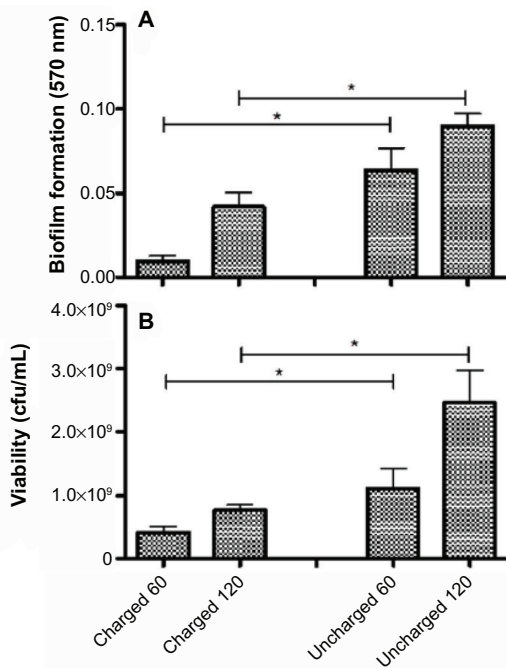 A
Biofilm formation (570 nm)
0.15
0.10
0.05
0.00
*
*
B
Viability (cfu/mL)
4.0×10⁹
3.0×10⁹
2.0×10⁹
1.0×10⁹
0
*
*
Charged 60
Charged 120
Uncharged 60
Uncharged 120